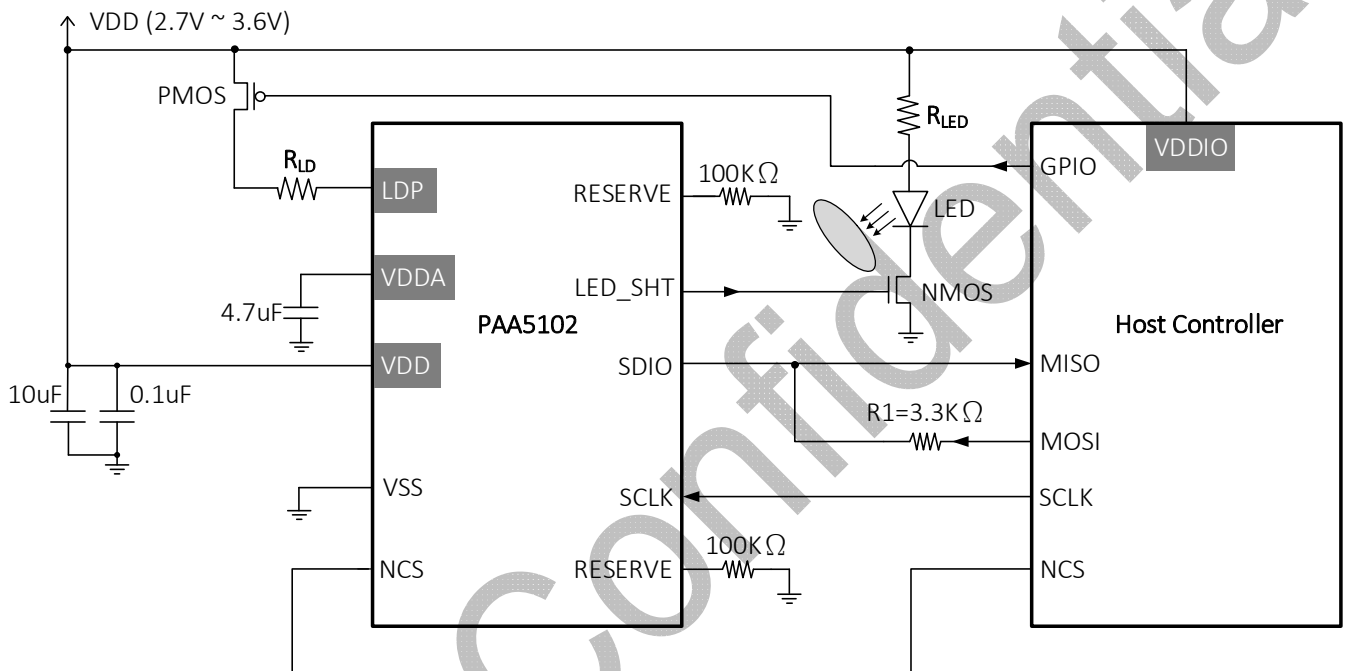 VDD (2.7V ~ 3.6V)
PMOS
R_LD
LDP
VDDA
4.7uF
VDD
10uF
0.1uF
VSS
NCS
PAA5102
RESERVE
100KΩ
LED_SHT
SDIO
SCLK
RESERVE
100KΩ
R_LED
LED
NMOS
R1=3.3KΩ
VDDIO
GPIO
Host Controller
MISO
MOSI
SCLK
NCS
Confidential